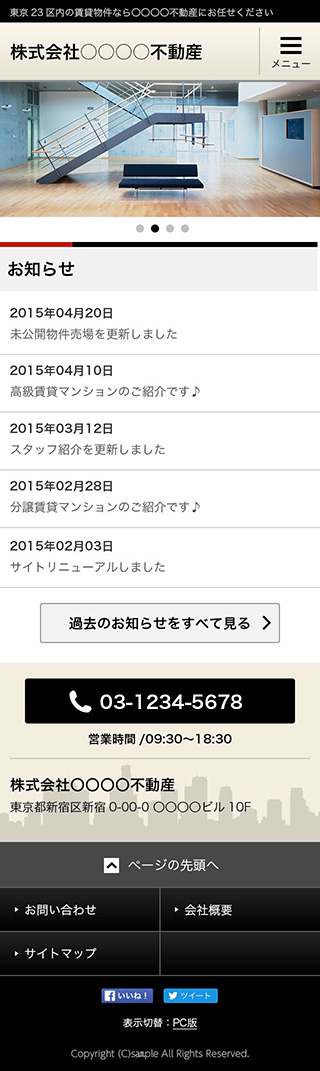 東京 23 区内の賃貸物件なら〇〇〇〇不動産にお任せください
株式会社〇〇〇〇不動産
メニュー
お知らせ
2015年04月20日
未公開物件売場を更新しました
2015年04月10日
高級賃貸マンションのご紹介です♪
2015年03月12日
スタッフ紹介を更新しました
2015年02月28日
分譲賃貸マンションのご紹介です♪
2015年02月03日
サイトリニューアルしました
過去のお知らせをすべて見る
03-1234-5678
営業時間 /09:30〜18:30
株式会社〇〇〇〇不動産
東京都新宿区新宿 0-00-0 〇〇〇〇ビル 10F
ページの先頭へ
お問い合わせ
会社概要
サイトマップ
いいね！
ツイート
表示切替：PC版
Copyright (C)sample All Rights Reserved.